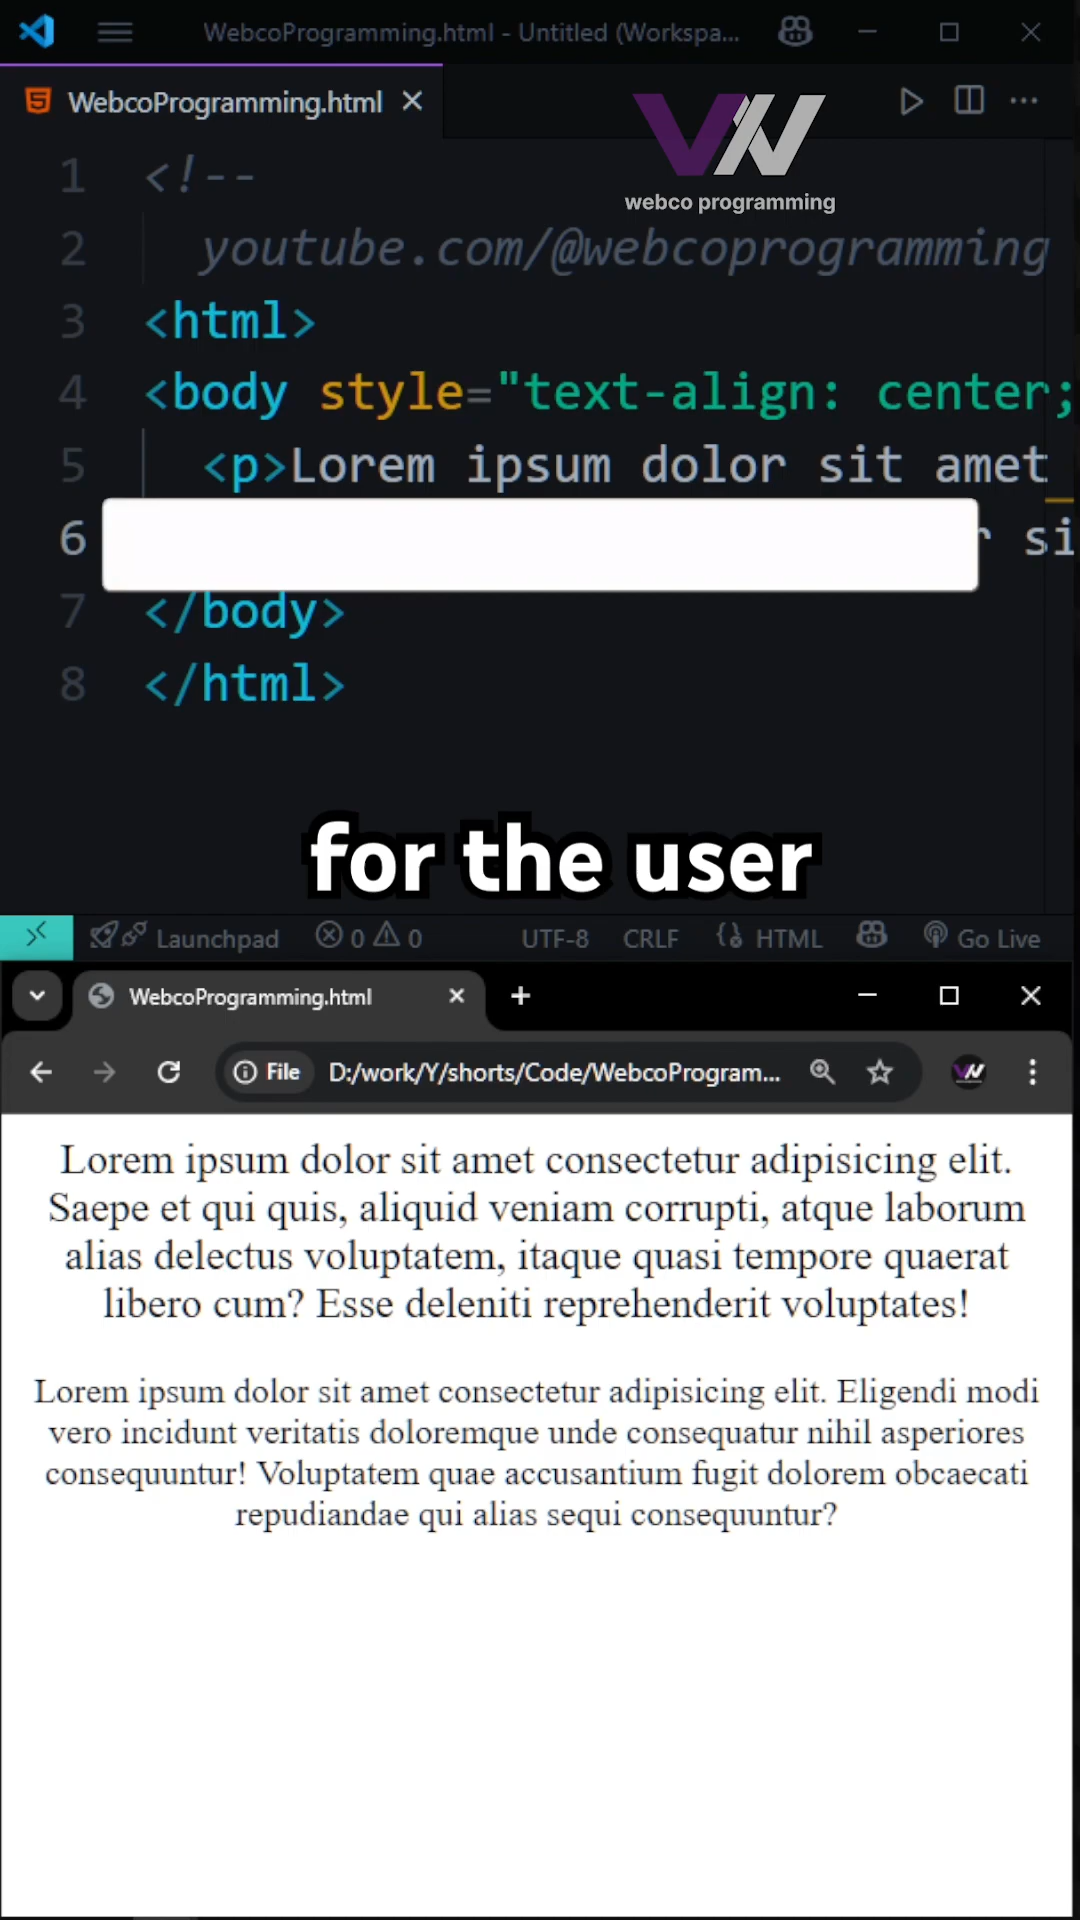 WebcoProgramming.html - Untitled (Workspa...
WebcoProgramming.html
webco programming
1 <!--
2 youtube.com/@webcoprogramming
3 <html>
4 <body style="text-align: center;
5 <p>Lorem ipsum dolor sit amet
6 si
7 </body>
8 </html>
for the user
Launchpad 0 0 UTF-8 CRLF HTML Go Live
WebcoProgramming.html
File D:/work/Y/shorts/Code/WebcoProgram...
Lorem ipsum dolor sit amet consectetur adipisicing elit.
Saepe et qui quis, aliquid veniam corrupti, atque laborum
alias delectus voluptatem, itaque quasi tempore quaerat
libero cum? Esse deleniti reprehenderit voluptates!
Lorem ipsum dolor sit amet consectetur adipisicing elit. Eligendi modi
vero incidunt veritatis doloremque unde consequatur nihil asperiores
consequuntur! Voluptatem quae accusantium fugit dolorem obcaecati
repudiandae qui alias sequi consequuntur?